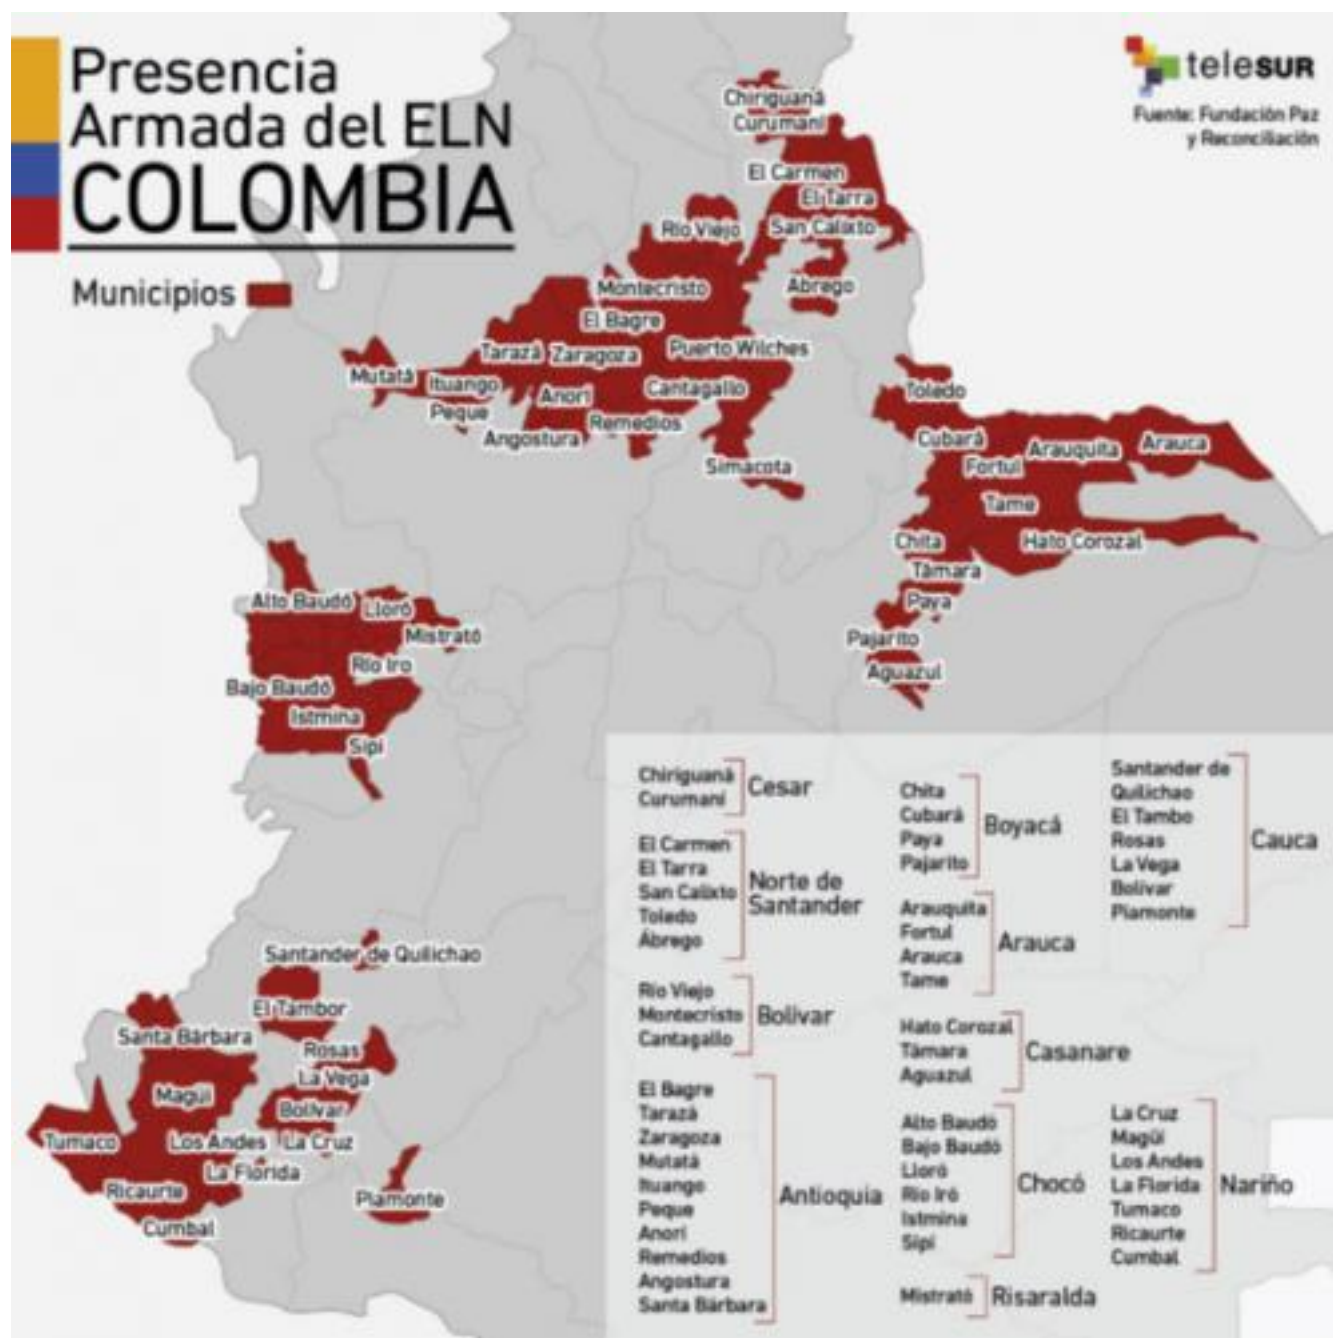 Presencia
Armada del ELN
COLOMBIA
Municipios
teleSUR
Fuente: Fundación Paz
y Reconciliación
Chiriguaná
Curumaní
El Carmen
El Tarra
Río Viejo
San Calixto
Montecristo
Ábrego
El Bagre
Tarazá
Zaragoza
Puerto Wilches
Mutatá
Ituango
Anorí
Cantagallo
Toledo
Peque
Remedios
Angostura
Cubará
Arauquita
Arauca
Simacota
Fortul
Tame
Chita
Hato Corozal
Támara
Alto Baudó
Lloró
Paya
Mistrató
Pajarito
Río Iro
Aguazul
Bajo Baudó
Istmina
Sipí
Santander de Quilichao
El Tambor
Santa Bárbara
Rosas
La Vega
Magüí
Bolívar
Tumaco
Los Andes
La Cruz
La Florida
Ricaurte
Piamonte
Cumbal
Chiriguaná
Curumaní
Cesar
El Carmen
El Tarra
San Calixto
Toledo
Ábrego
Norte de
Santander
Río Viejo
Montecristo
Cantagallo
Bolívar
El Bagre
Tarazá
Zaragoza
Mutatá
Ituango
Peque
Anorí
Remedios
Angostura
Santa Bárbara
Antioquia
Chita
Cubará
Paya
Pajarito
Boyacá
Arauquita
Fortul
Arauca
Tame
Arauca
Hato Corozal
Támara
Aguazul
Casanare
Alto Baudó
Bajo Baudó
Lloró
Río Iró
Istmina
Sipí
Chocó
Mistrató
Risaralda
Santander de
Quilichao
El Tambo
Rosas
La Vega
Bolívar
Piamonte
Cauca
La Cruz
Magüí
Los Andes
La Florida
Tumaco
Ricaurte
Cumbal
Nariño